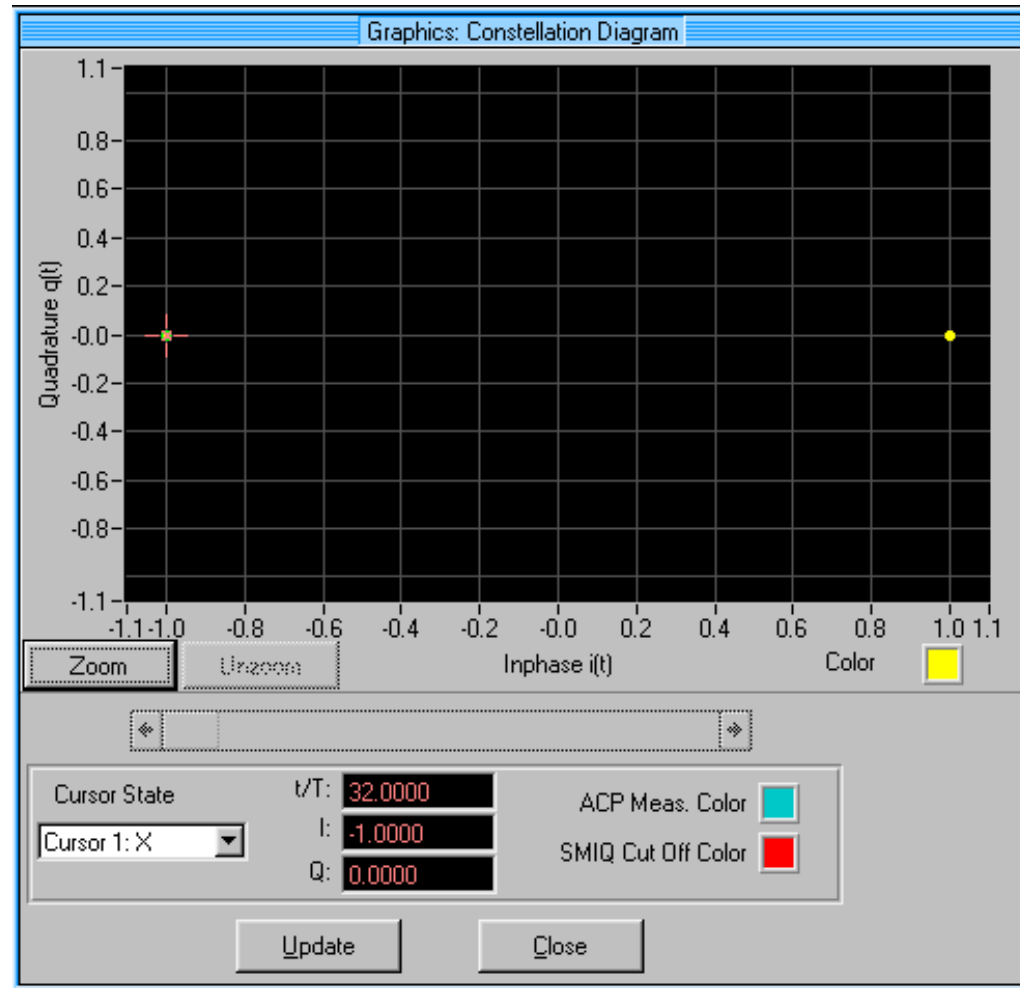 Graphics: Constellation Diagram
1.1
0.8
0.6
0.4
0.2
-0.0
-0.2
-0.4
-0.6
-0.8
-1.1
Quadrature q(t)
-1.1 -1.0 -0.8 -0.6 -0.4 -0.2 -0.0 0.2 0.4 0.6 0.8 1.0 1.1
Zoom Unzoom Inphase i(t) Color
Cursor State t/T: 32.0000 ACP Meas. Color
Cursor 1: X I: -1.0000 SMIQ Cut Off Color
Q: 0.0000
Update Close